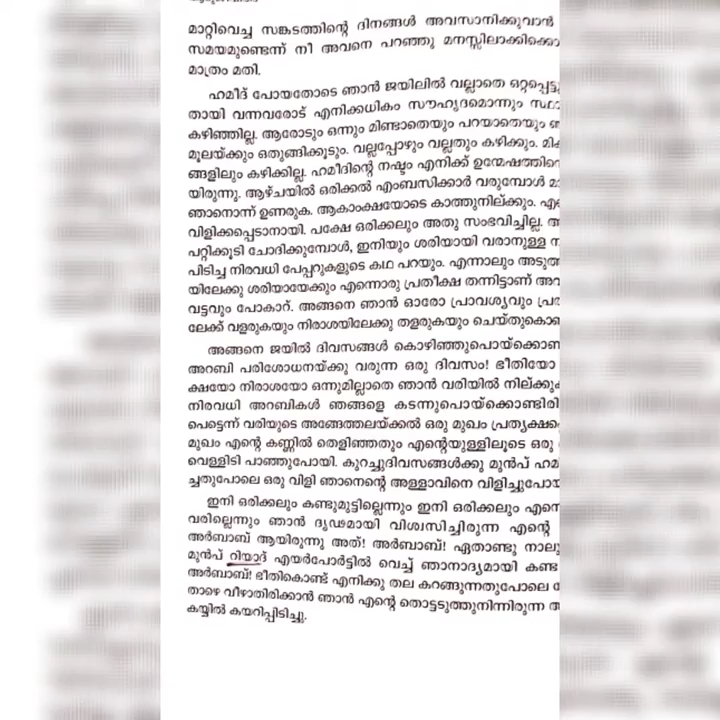 മാറ്റിവെച്ച സങ്കടത്തിന്റെ ദിനങ്ങൾ അവസാനിക്കുവാൻ
സമയമുണ്ടെന്ന് നീ അവനെ പറഞ്ഞു മനസ്സിലാക്കിക്കൊ
മാത്രം മതി.
ഹമീദ് പോയതോടെ ഞാൻ ജയിലിൽ വല്ലാതെ ഒറ്റപ്പെട്ടു
തായി വന്നവരോട് എനിക്കധികം സൗഹൃദമൊന്നും സ്ഥാ
കഴിഞ്ഞില്ല. ആരോടും ഒന്നും മിണ്ടാതെയും പറയാതെയും
മൂലയ്ക്കും ഒതുങ്ങിക്കൂടും. വല്ലപ്പോഴും വല്ലതും കഴിക്കും. മിക
ങ്ങളിലും കഴിക്കില്ല. ഹമീദിന്റെ നഷ്ടം എനിക്ക് ഉന്മേഷത്തിന്റെ
യിരുന്നു. ആഴ്ചയിൽ ഒരിക്കൽ എംബസിക്കാർ വരുമ്പോൾ മാ
ഞാനൊന്ന് ഉണരുക. ആകാംക്ഷയോടെ കാത്തുനില്ക്കും. എ
വിളിക്കപ്പെടാനായി. പക്ഷേ ഒരിക്കലും അതു സംഭവിച്ചില്ല. അ
പറ്റിക്കൂടി ചോദിക്കുമ്പോൾ, ഇനിയും ശരിയായി വരാനുള്ള ന
പിടിച്ച നിരവധി പേപ്പറുകളുടെ കഥ പറയും. എന്നാലും അടുത്ത
യിലേക്കു ശരിയായേക്കും എന്നൊരു പ്രതീക്ഷ തന്നിട്ടാണ് അവ
വട്ടവും പോകാറ്. അങ്ങനെ ഞാൻ ഓരോ പ്രാവശ്യവും പ്രത
ലേക്ക് വളരുകയും നിരാശയിലേക്കു തളരുകയും ചെയ്തുകൊണ്
അങ്ങനെ ജയിൽ ദിവസങ്ങൾ കൊഴിഞ്ഞുപൊയ്ക്കൊണ്
അറബി പരിശോധനയ്ക്കു വരുന്ന ഒരു ദിവസം! ഭീതിയോ
ക്ഷയോ നിരാശയോ ഒന്നുമില്ലാതെ ഞാൻ വരിയിൽ നില്ക്കുക
നിരവധി അറബികൾ ഞങ്ങളെ കടന്നുപൊയ്ക്കൊണ്ടിരി
പെട്ടെന്ന് വരിയുടെ അങ്ങേത്തലയ്ക്കൽ ഒരു മുഖം പ്രത്യക്ഷപ്പെ
മുഖം എന്റെ കണ്ണിൽ തെളിഞ്ഞതും എന്റെയുള്ളിലൂടെ ഒരു
വെള്ളിടി പാഞ്ഞുപോയി. കുറച്ചുദിവസങ്ങൾക്കു മുൻപ് ഹമ
ച്ചതുപോലെ ഒരു വിളി ഞാനെന്റെ അള്ളാവിനെ വിളിച്ചുപോയ
ഇനി ഒരിക്കലും കണ്ടുമുട്ടില്ലെന്നും ഇനി ഒരിക്കലും എന്നെ
വരില്ലെന്നും ഞാൻ ദൃഢമായി വിശ്വസിച്ചിരുന്ന എന്റെ
അർബാബ് ആയിരുന്നു അത്! അർബാബ്! ഏതാണ്ടു നാലു
മുൻപ് റിയാദ് എയർപോർട്ടിൽ വെച്ച് ഞാനാദ്യമായി കണ്ട
അർബാബ്! ഭീതികൊണ്ട് എനിക്കു തല കറങ്ങുന്നതുപോലെ
താഴെ വീഴാതിരിക്കാൻ ഞാൻ എന്റെ തൊട്ടടുത്തുനിന്നിരുന്ന അ
കയ്യിൽ കയറിപ്പിടിച്ചു.